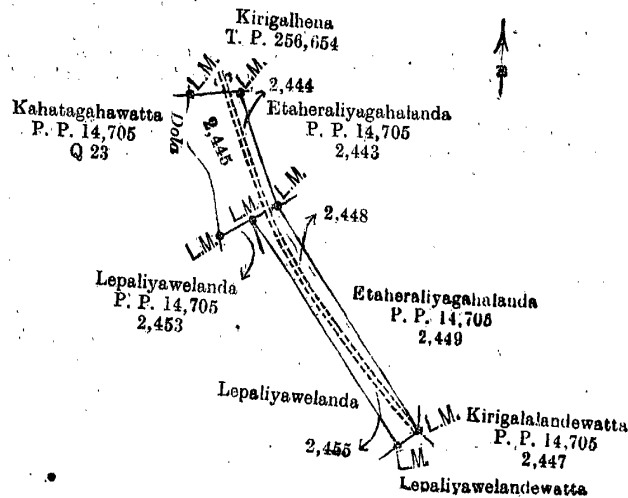 Kirigalhena
T. P. 256,654
L.M.
L.M.
2,444
Kahatagahawatta
P. P. 14,705
Q 23
Dola
2,445
Etaheraliyagahalanda
P. P. 14,705
2,443
L.M.
L.M.
L.M.
2,448
Lepaliyawelanda
P. P. 14,705
2,453
Etaheraliyagahalanda
P. P. 14,705
2,449
Lepaliyawelanda
2,455
L.M.
L.M.
Kirigalalandewatta
P. P. 14,705
2,447
Lepaliyawelandewatta